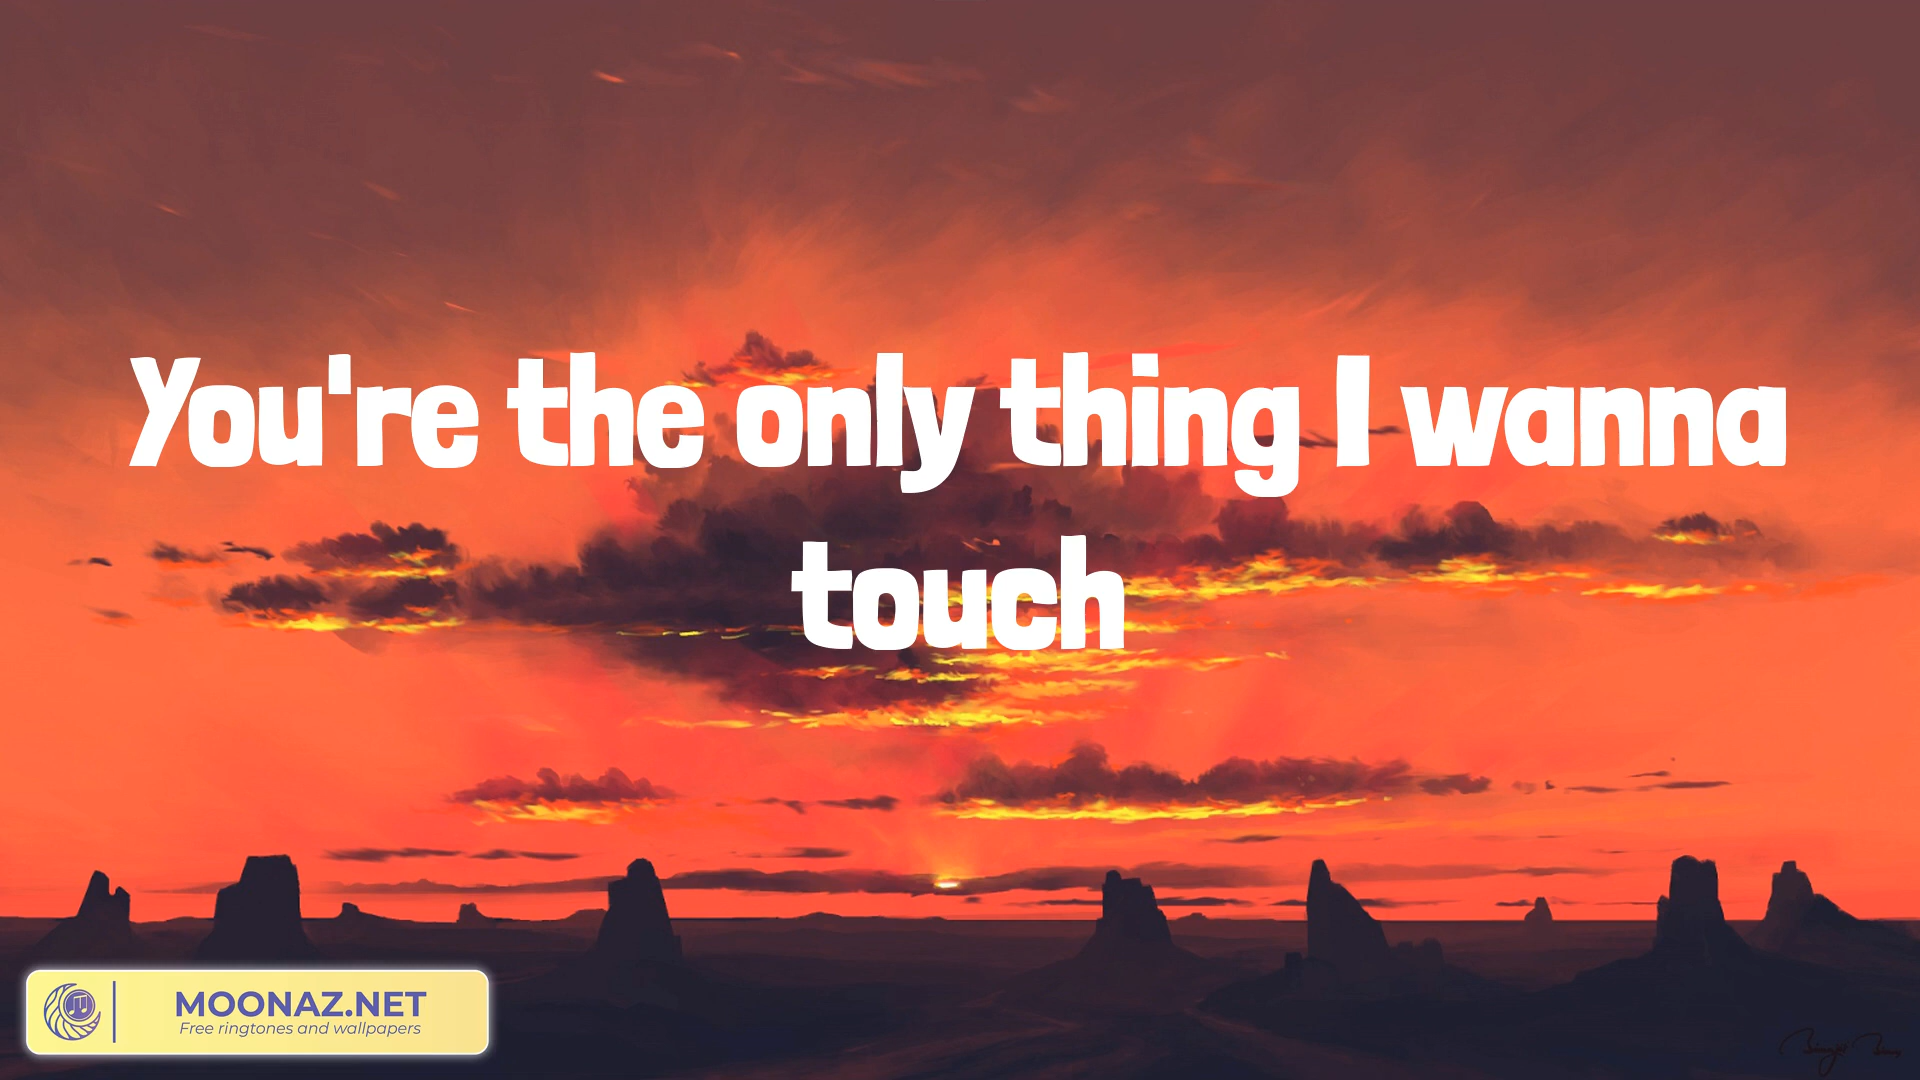 You're the only thing I wanna
touch
MOONAZ.NET
Free ringtones and wallpapers